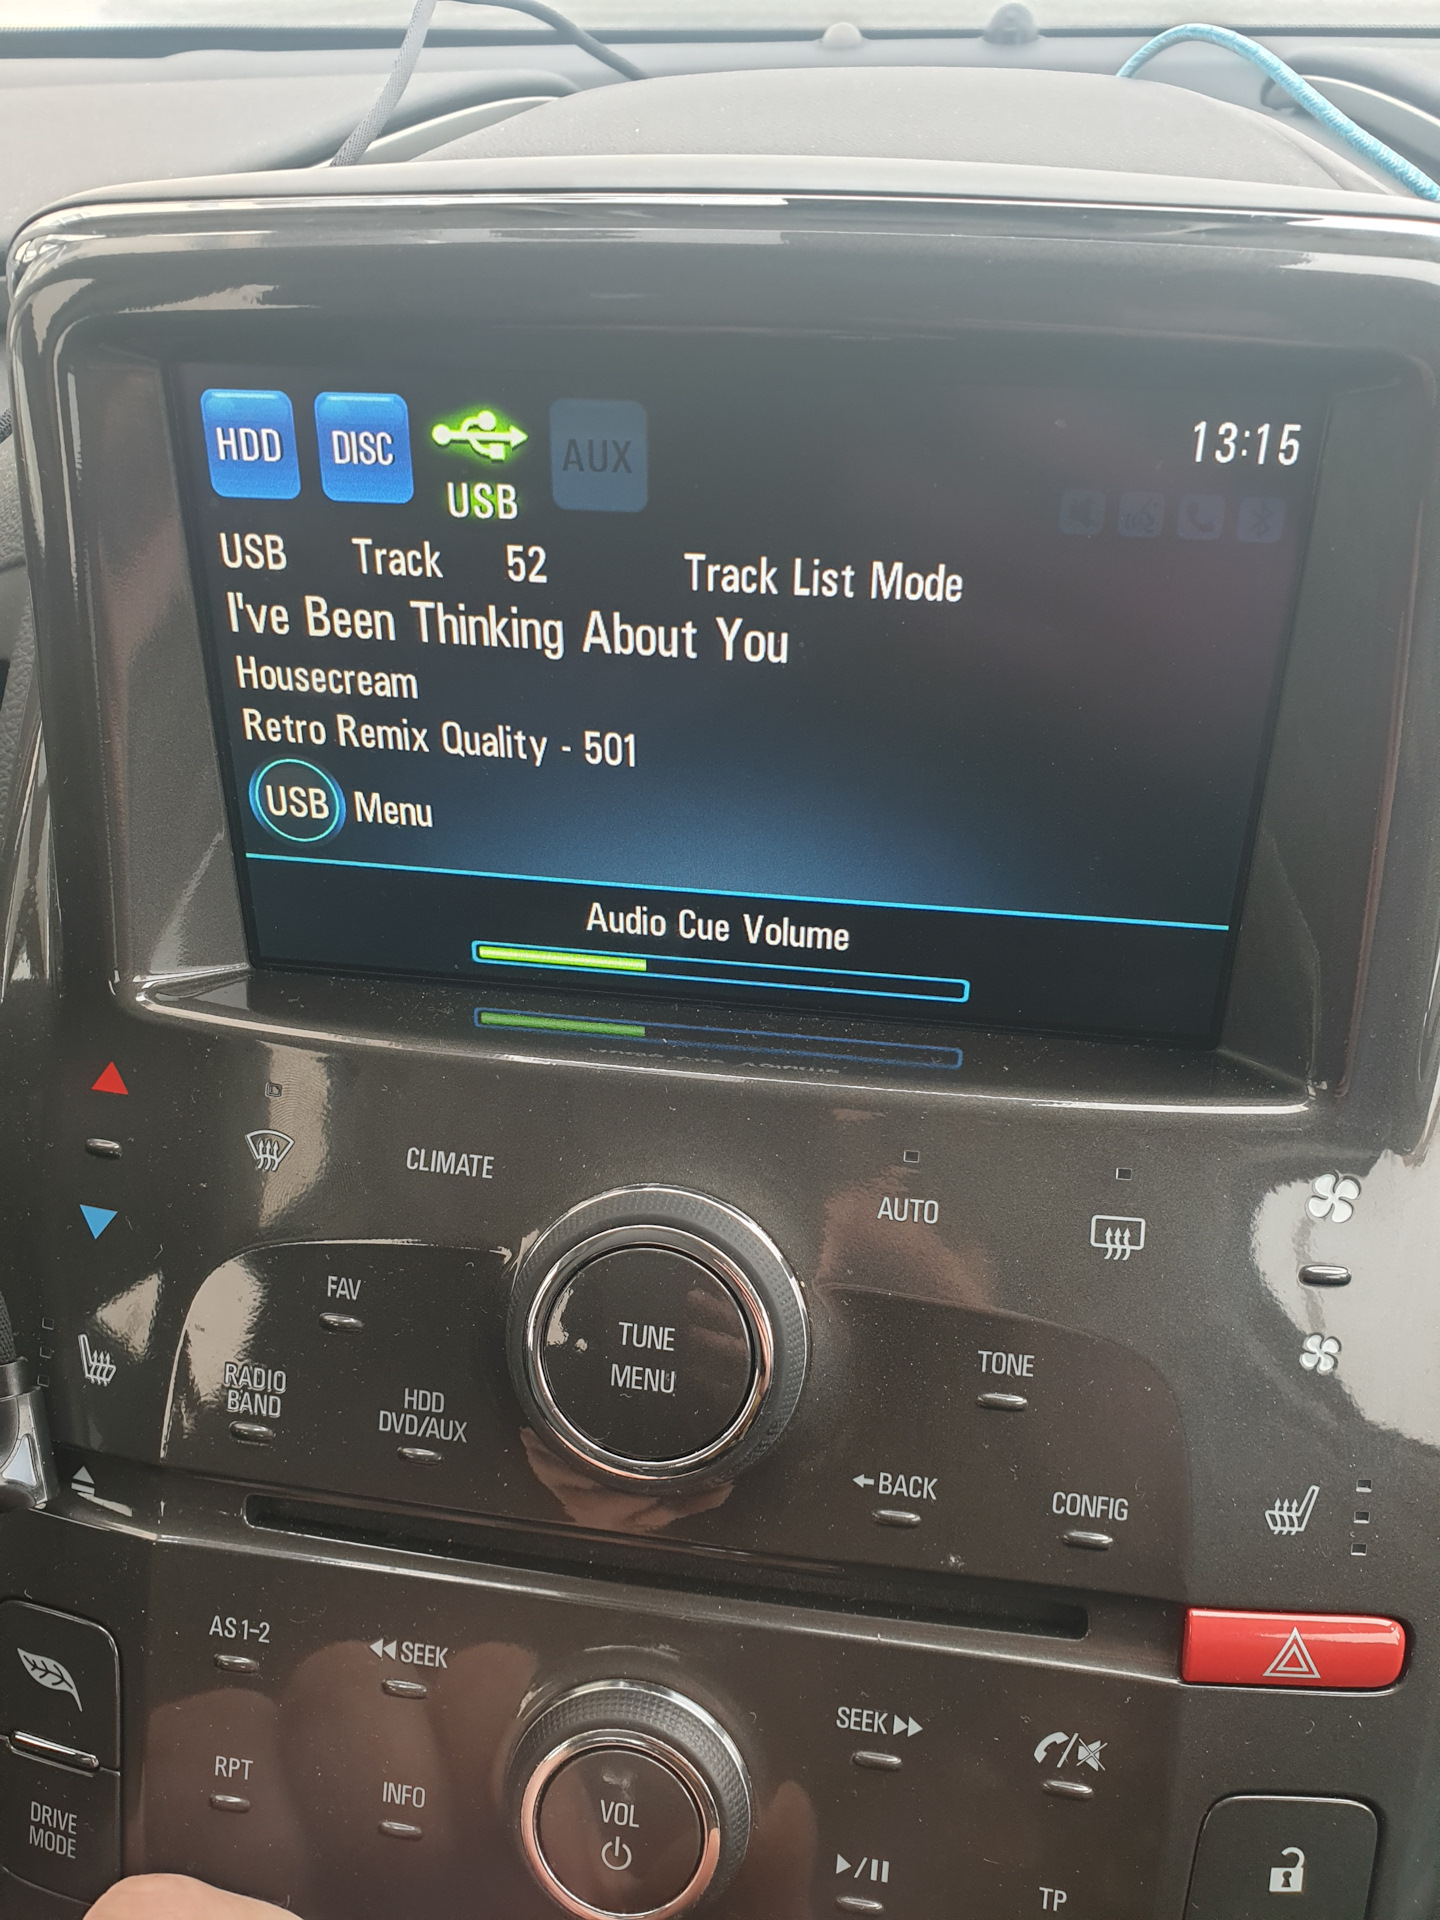 HDD DISC USB AUX 13:15
USB Track 52 Track List Mode
I've Been Thinking About You
Housecream
Retro Remix Quality - 501
USB Menu
Audio Cue Volume
CLIMATE
AUTO
FAV
TUNE
MENU
TONE
RADIO
BAND
HDD
DVD/AUX
BACK
CONFIG
AS 1-2
SEEK
SEEK
RPT
INFO
VOL
DRIVE
MODE
TP